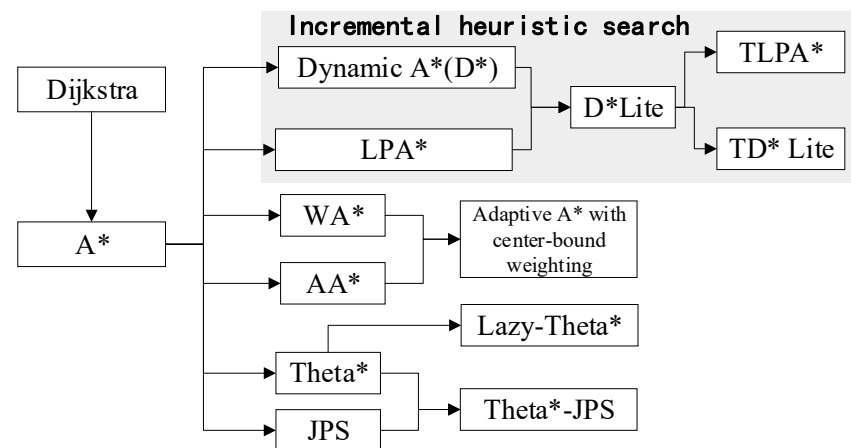 Incremental heuristic search
Dijkstra
Dynamic A*(D*)
TLPA*
D*Lite
LPA*
TD* Lite
A*
WA*
Adaptive A* with
center-bound
weighting
AA*
Lazy-Theta*
Theta*
Theta*-JPS
JPS